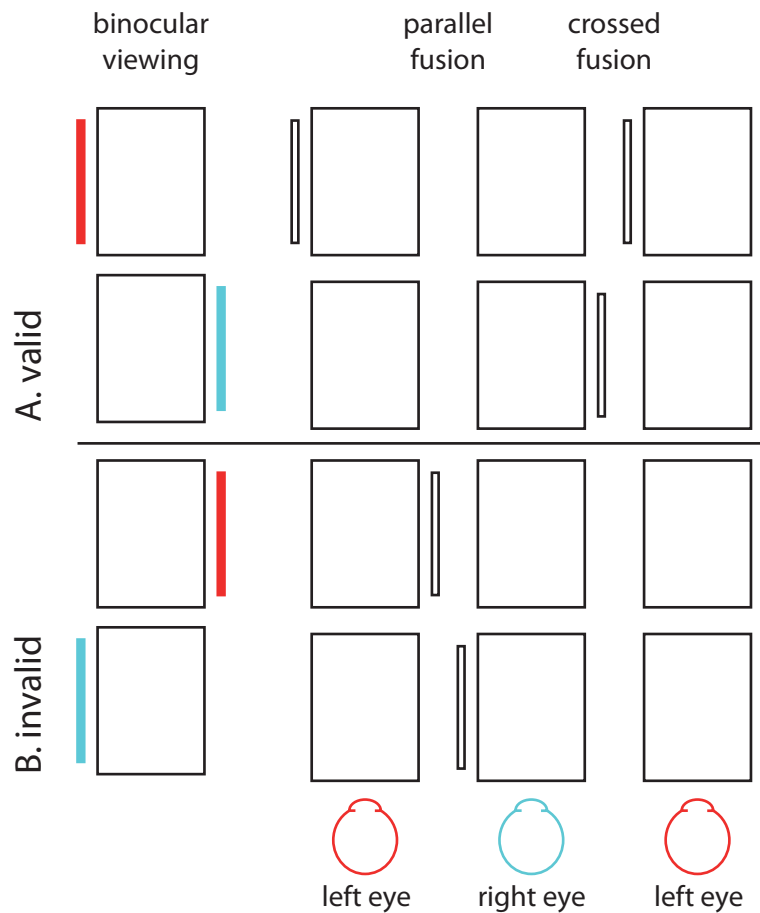 binocular
viewing
parallel
fusion
crossed
fusion
A. valid
B. invalid
left eye
right eye
left eye